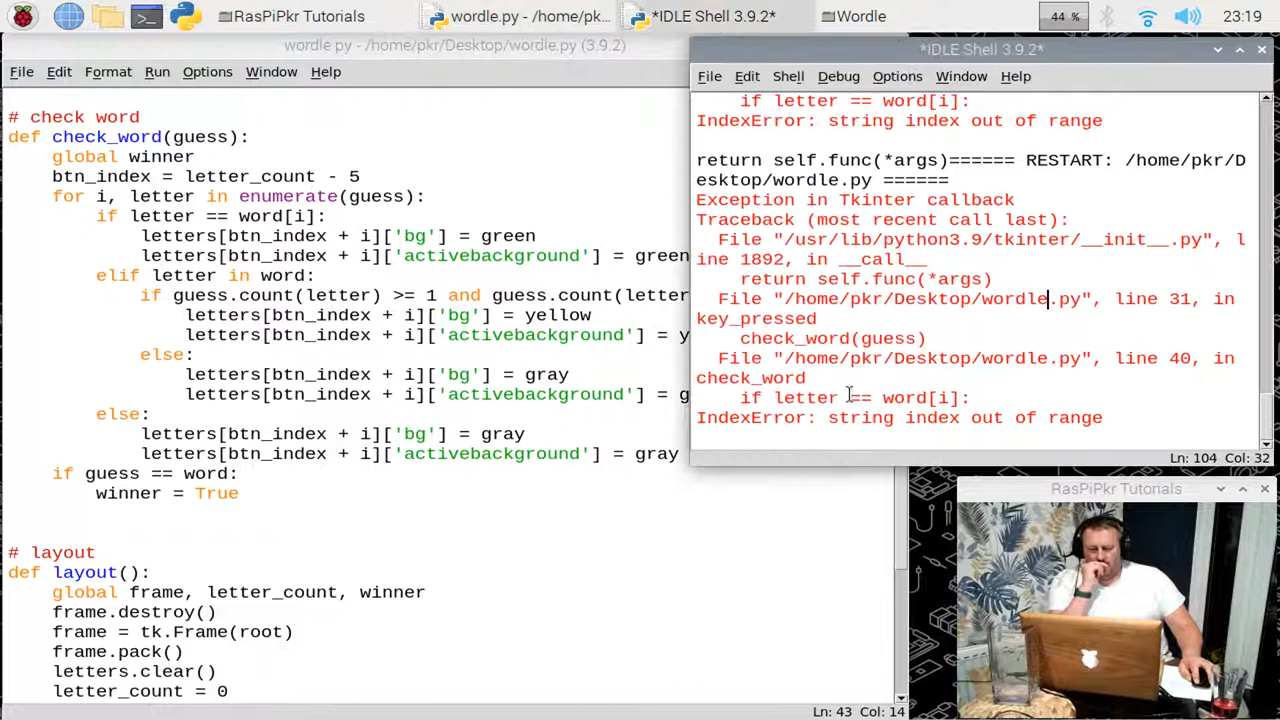 RasPiPkr Tutorials
wordle.py - /home/pk...
*IDLE Shell 3.9.2*
Wordle
44 %
23:19
wordle.py - /home/pkr/Desktop/wordle.py (3.9.2)
File Edit Format Run Options Window Help
# check word
def check_word(guess):
global winner
btn_index = letter_count - 5
for i, letter in enumerate(guess):
if letter == word[i]:
letters[btn_index + i]['bg'] = green
letters[btn_index + i]['activebackground'] = green
elif letter in word:
if guess.count(letter) >= 1 and guess.count(letter
letters[btn_index + i]['bg'] = yellow
letters[btn_index + i]['activebackground'] = y
else:
letters[btn_index + i]['bg'] = gray
letters[btn_index + i]['activebackground'] = g
else:
letters[btn_index + i]['bg'] = gray
letters[btn_index + i]['activebackground'] = gray
if guess == word:
winner = True
# layout
def layout():
global frame, letter_count, winner
frame.destroy()
frame = tk.Frame(root)
frame.pack()
letters.clear()
letter_count = 0
Ln: 43 Col: 14
*IDLE Shell 3.9.2*
File Edit Shell Debug Options Window Help
if letter == word[i]:
IndexError: string index out of range
return self.func(*args)====== RESTART: /home/pkr/D
esktop/wordle.py ======
Exception in Tkinter callback
Traceback (most recent call last):
File "/usr/lib/python3.9/tkinter/__init__.py", l
ine 1892, in __call__
return self.func(*args)
File "/home/pkr/Desktop/wordle.py", line 31, in
key_pressed
check_word(guess)
File "/home/pkr/Desktop/wordle.py", line 40, in
check_word
if letter == word[i]:
IndexError: string index out of range
Ln: 104 Col: 32
RasPiPkr Tutorials